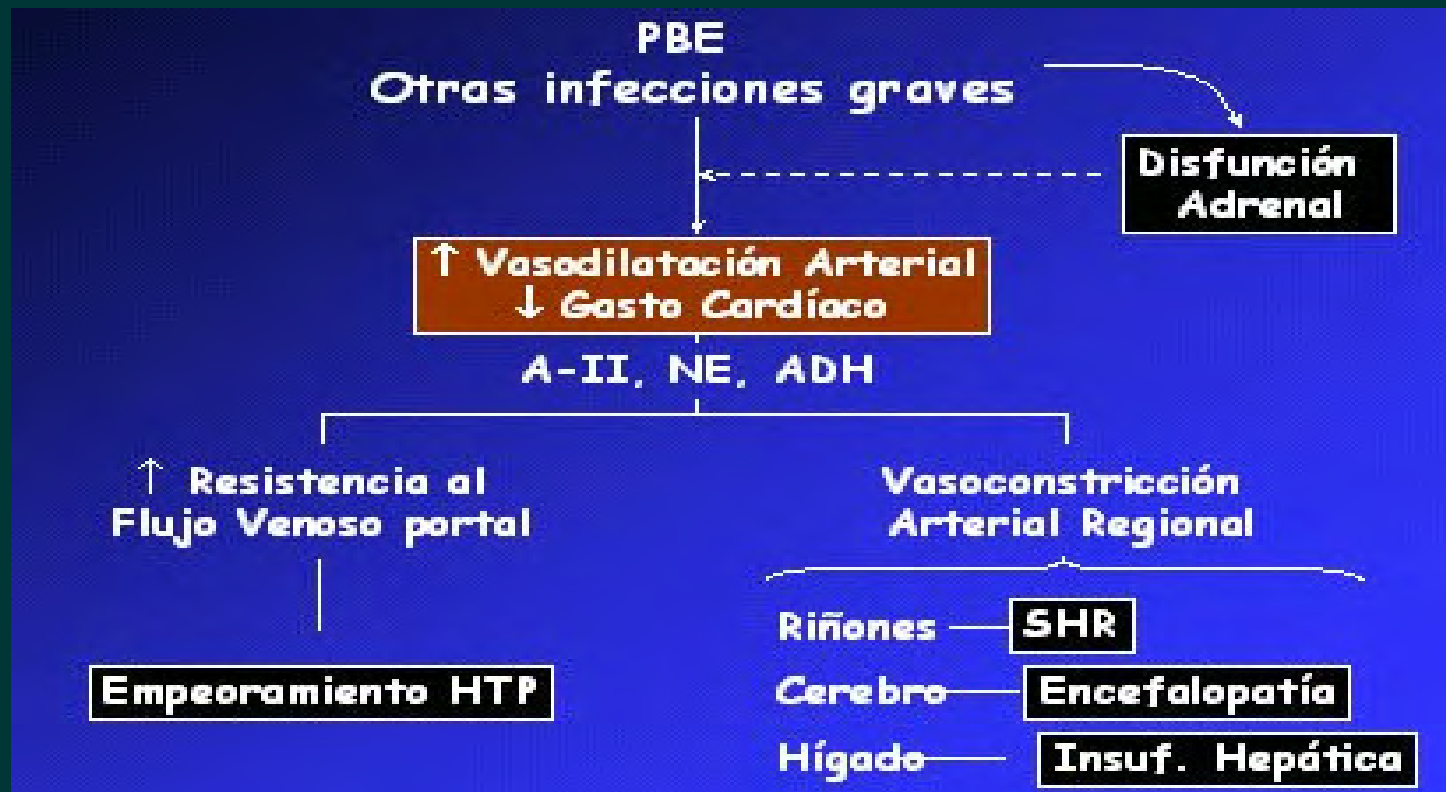 PBE
Otras infecciones graves
Disfunción
Adrenal
↑ Vasodilatación Arterial
↓ Gasto Cardíaco
A-II, NE, ADH
↑ Resistencia al
Flujo Venoso portal
Vasoconstricción
Arterial Regional
Riñones
SHR
Empeoramiento HTP
Cerebro
Encefalopatía
Hígado
Insuf. Hepática